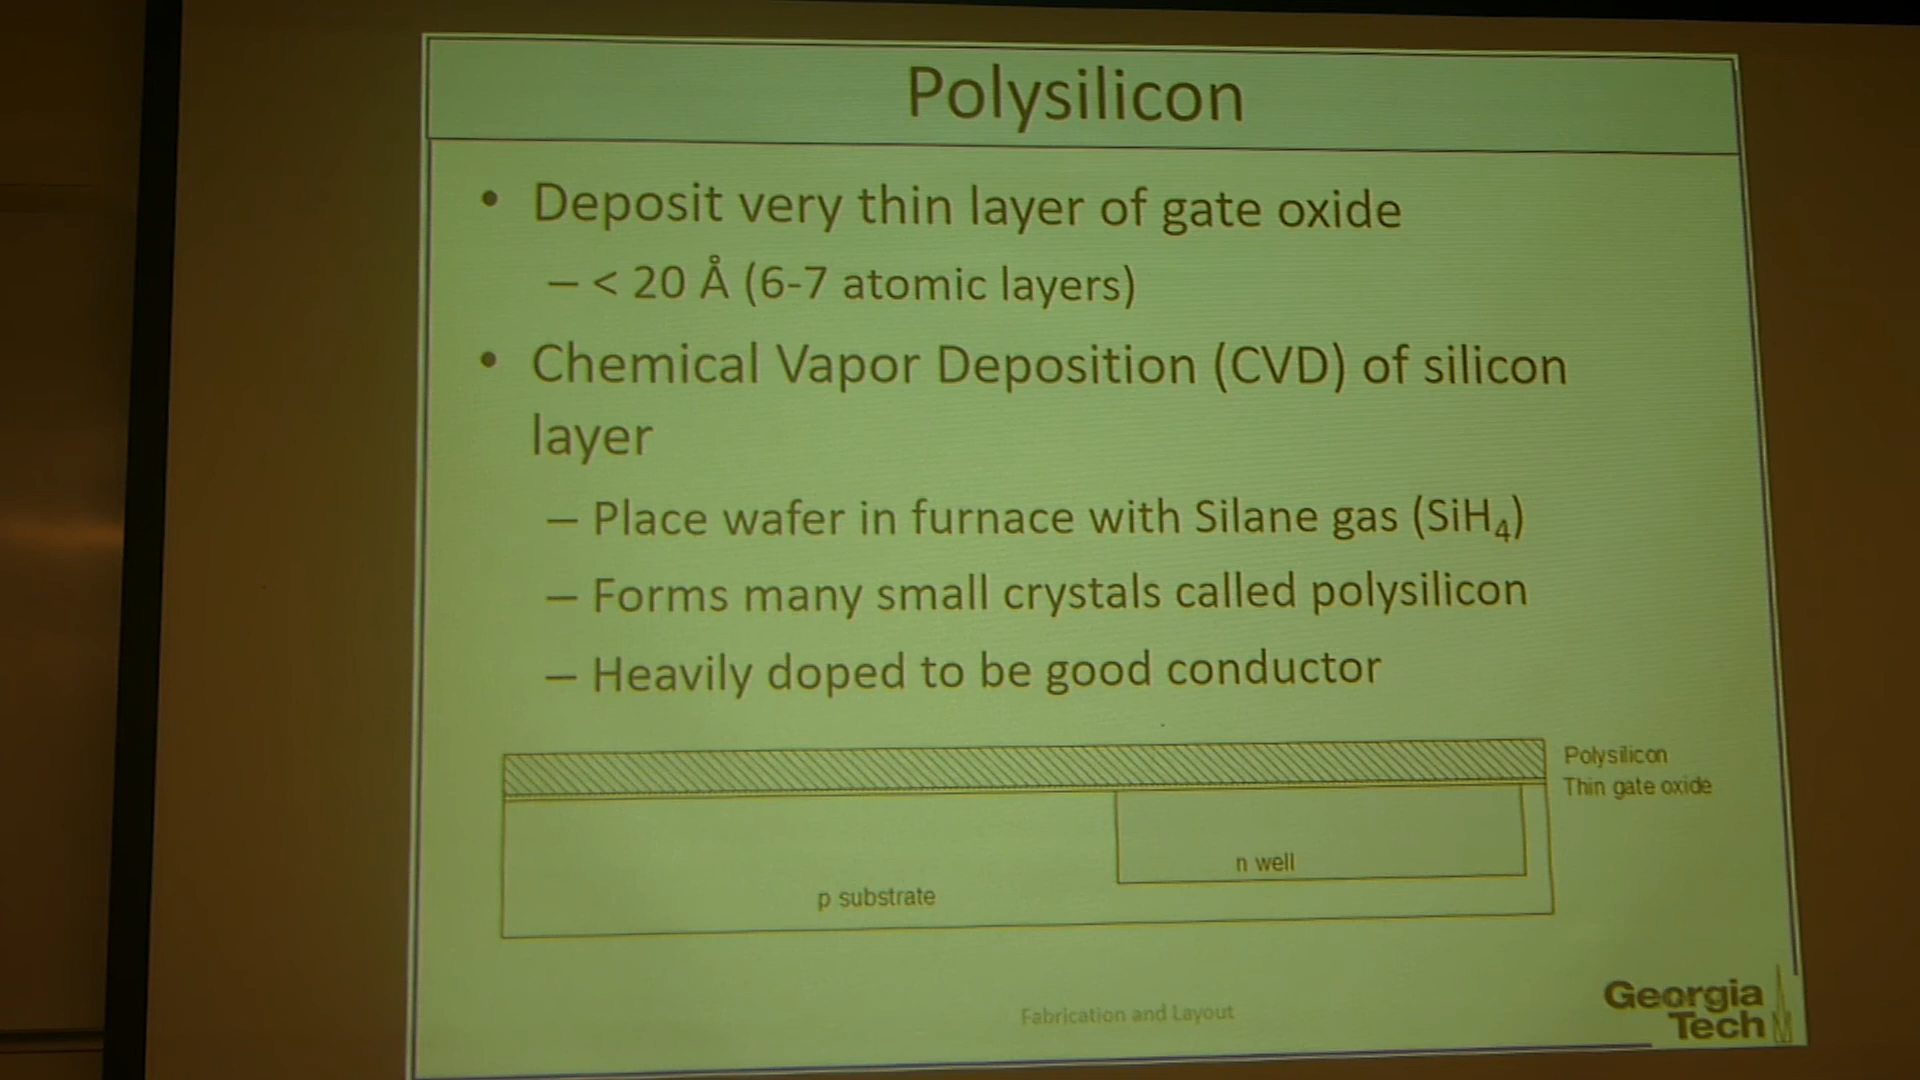 Polysilicon
• Deposit very thin layer of gate oxide
– < 20 Å (6-7 atomic layers)
• Chemical Vapor Deposition (CVD) of silicon
layer
– Place wafer in furnace with Silane gas (SiH₄)
– Forms many small crystals called polysilicon
– Heavily doped to be good conductor
Polysilicon
Thin gate oxide
n well
p substrate
Fabrication and Layout
Georgia
Tech